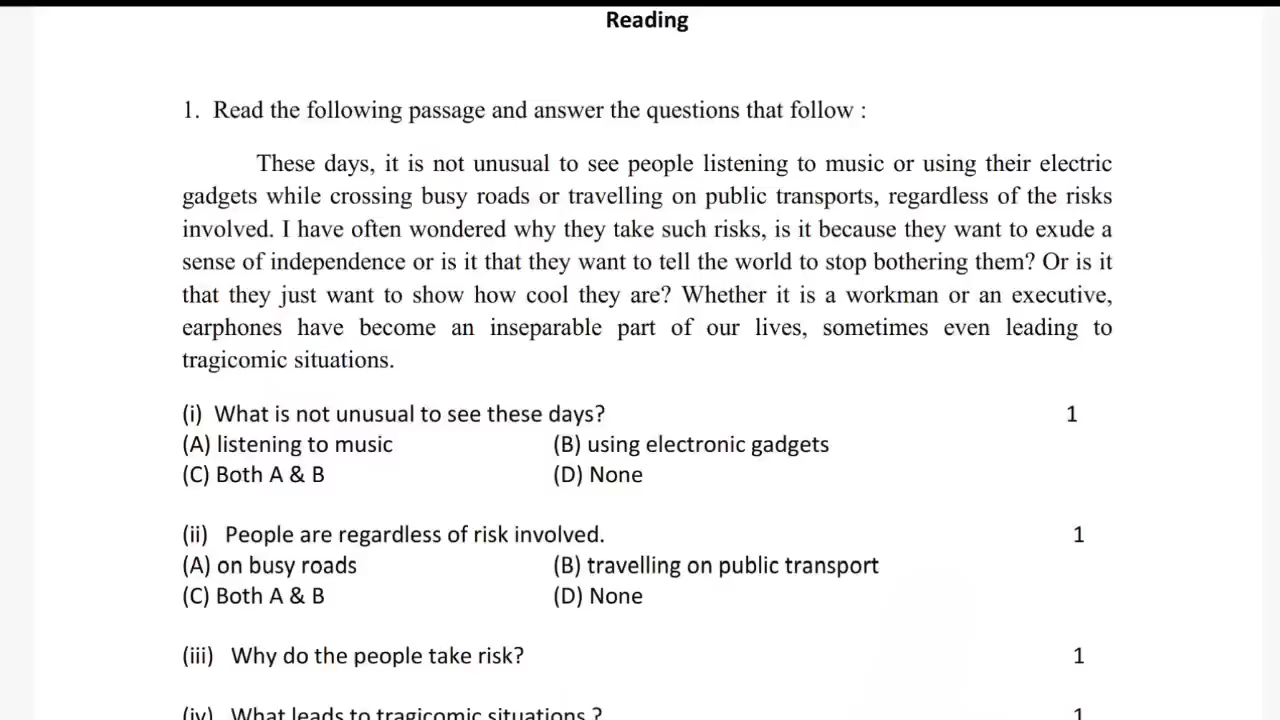 Reading
1. Read the following passage and answer the questions that follow :
These days, it is not unusual to see people listening to music or using their electric
gadgets while crossing busy roads or travelling on public transports, regardless of the risks
involved. I have often wondered why they take such risks, is it because they want to exude a
sense of independence or is it that they want to tell the world to stop bothering them? Or is it
that they just want to show how cool they are? Whether it is a workman or an executive,
earphones have become an inseparable part of our lives, sometimes even leading to
tragicomic situations.
(i) What is not unusual to see these days? 1
(A) listening to music (B) using electronic gadgets
(C) Both A & B (D) None
(ii) People are regardless of risk involved. 1
(A) on busy roads (B) travelling on public transport
(C) Both A & B (D) None
(iii) Why do the people take risk? 1
(iv) What leads to tragicomic situations ? 1